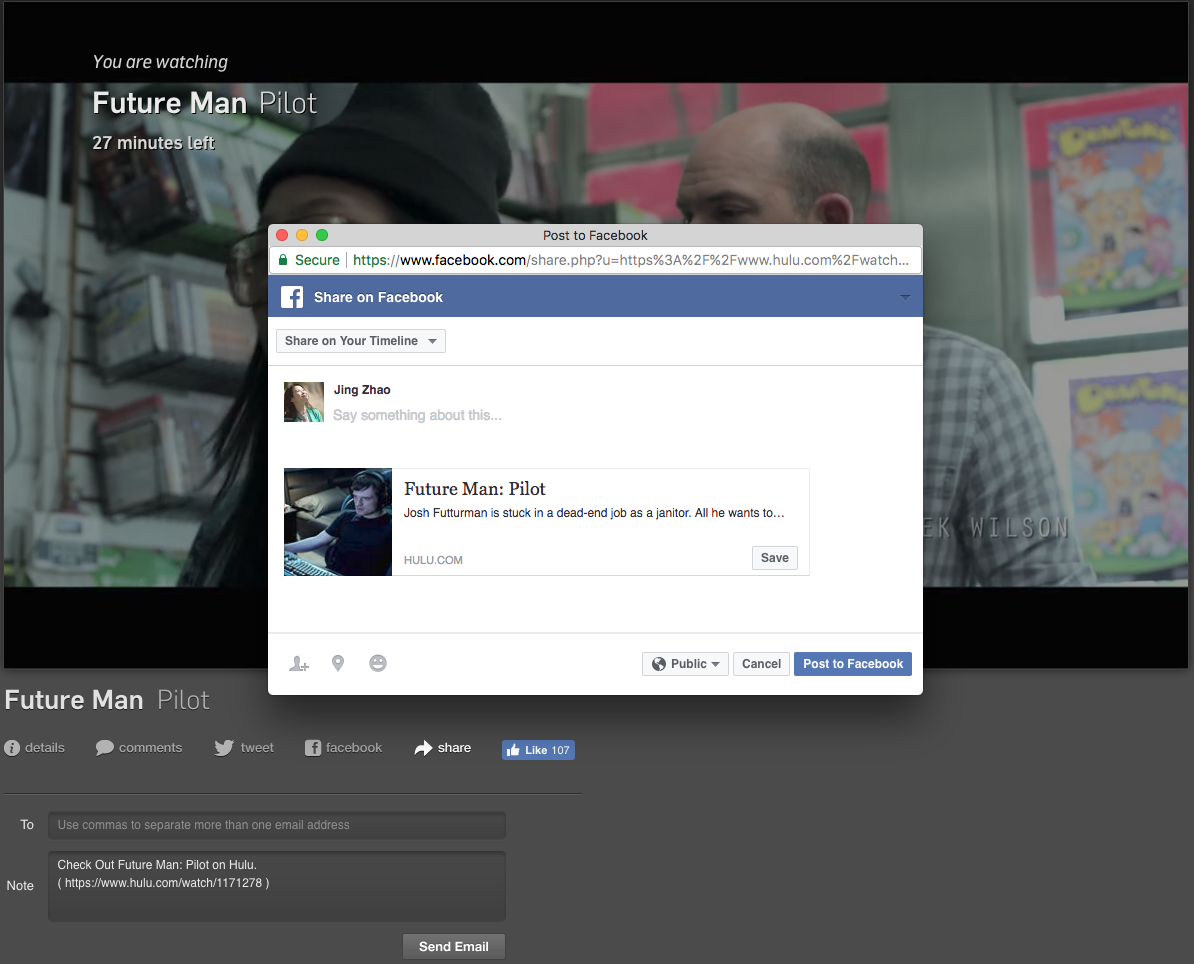 You are watching
Future Man Pilot
27 minutes left
Post to Facebook
Secure | https://www.facebook.com/share.php?u=https%3A%2F%2Fwww.hulu.com%2Fwatch...
Share on Facebook
Share on Your Timeline
Jing Zhao
Say something about this...
Future Man: Pilot
Josh Futturman is stuck in a dead-end job as a janitor. All he wants to...
HULU.COM
Save
EK WILSON
Public
Cancel
Post to Facebook
Future Man Pilot
details
comments
tweet
facebook
share
Like 107
To
Use commas to separate more than one email address
Note
Check Out Future Man: Pilot on Hulu.
( https://www.hulu.com/watch/1171278 )
Send Email